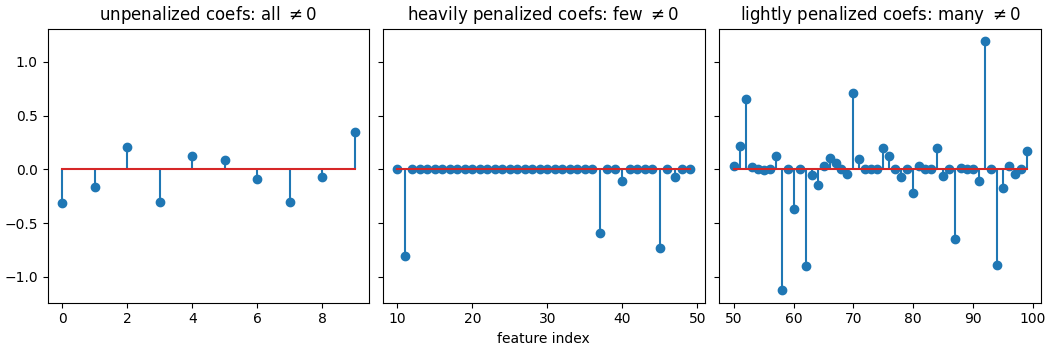 unpenalized coefs: all ≠0
heavily penalized coefs: few ≠0
lightly penalized coefs: many ≠0
1.0
0.5
0.0
−0.5
−1.0
0 2 4 6 8
10 20 30 40 50
50 60 70 80 90 100
feature index